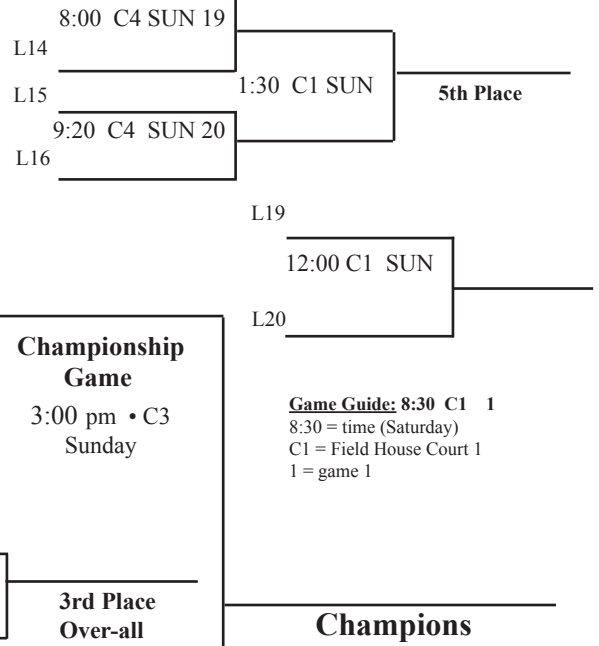 8:00 C4 SUN 19
L14
L15
1:30 C1 SUN
5th Place
9:20 C4 SUN 20
L16
L19
12:00 C1 SUN
L20
Championship
Game
3:00 pm • C3
Sunday
Game Guide: 8:30 C1 1
8:30 = time (Saturday)
C1 = Field House Court 1
1 = game 1
3rd Place
Over-all
Champions